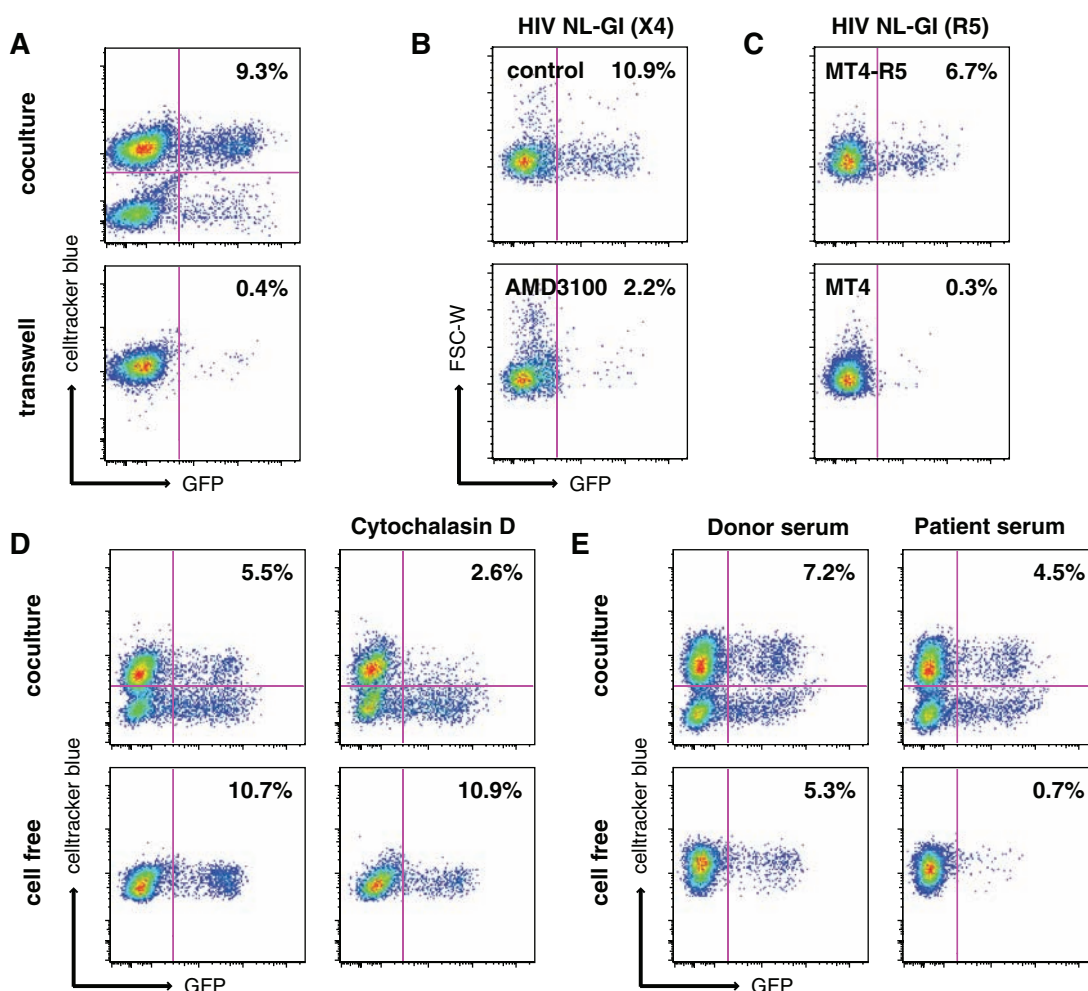 A
coculture
9.3%
transwell
0.4%
celltracker blue
GFP
B
HIV NL-GI (X4)
control 10.9%
AMD3100 2.2%
FSC-W
GFP
C
HIV NL-GI (R5)
MT4-R5 6.7%
MT4 0.3%
D
Cytochalasin D
coculture
5.5%
2.6%
cell free
10.7%
10.9%
celltracker blue
GFP
E
Donor serum
Patient serum
coculture
7.2%
4.5%
cell free
5.3%
0.7%
celltracker blue
GFP